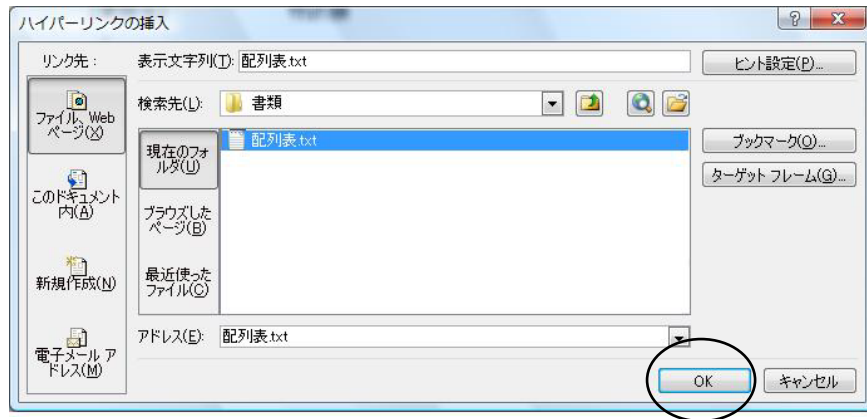 ハイパーリンクの挿入
リンク先:
表示文字列(T): 配列表.txt
ヒント設定(P)...
ファイル、Web
ページ(X)
検索先(L): 書類
現在のフォ
ルダ(U)
配列表.txt
ブックマーク(O)...
ターゲット フレーム(G)...
このドキュメント
内(A)
ブラウズした
ページ(B)
新規作成(N)
最近使った
ファイル(C)
電子メール ア
ドレス(M)
アドレス(E): 配列表.txt
OK
キャンセル